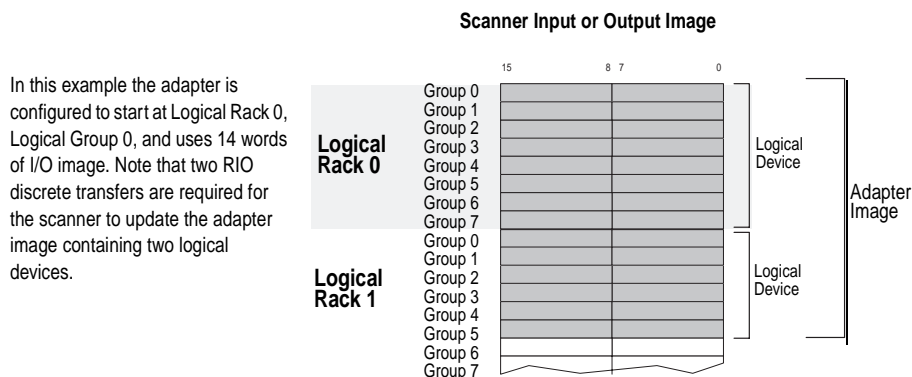 Scanner Input or Output Image
In this example the adapter is
configured to start at Logical Rack 0,
Logical Group 0, and uses 14 words
of I/O image. Note that two RIO
discrete transfers are required for
the scanner to update the adapter
image containing two logical
devices.
15 8 7 0
Logical
Rack 0
Group 0
Group 1
Group 2
Group 3
Group 4
Group 5
Group 6
Group 7
Logical
Device
Logical
Rack 1
Group 0
Group 1
Group 2
Group 3
Group 4
Group 5
Group 6
Group 7
Logical
Device
Adapter
Image